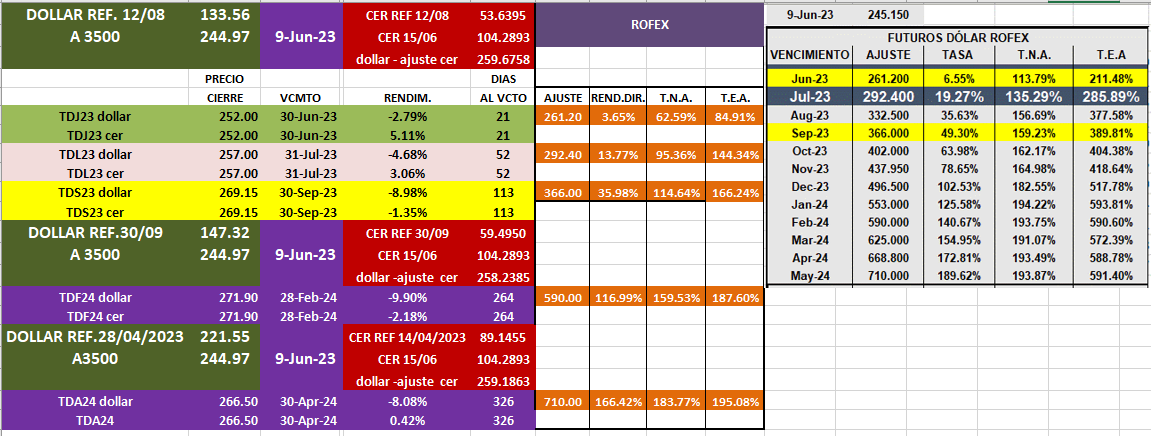 DOLLAR REF. 12/08 133.56 9-Jun-23 CER REF 12/08 53.6395 ROFEX
A 3500 244.97 CER 15/06 104.2893
dollar - ajuste cer 259.6758
PRECIO DIAS
CIERRE VCMTO RENDIM. AL VCTO AJUSTE REND.DIR. T.N.A. T.E.A.
TDJ23 dollar 252.00 30-Jun-23 -2.79% 21 261.20 3.65% 62.59% 84.91%
TDJ23 cer 252.00 30-Jun-23 5.11% 21
TDL23 dollar 257.00 31-Jul-23 -4.68% 52 292.40 13.77% 95.36% 144.34%
TDL23 cer 257.00 31-Jul-23 3.06% 52
TDS23 dollar 269.15 30-Sep-23 -8.98% 113 366.00 35.98% 114.64% 166.24%
TDS23 cer 269.15 30-Sep-23 -1.35% 113
DOLLAR REF.30/09 147.32 9-Jun-23 CER REF 30/09 59.4950
A 3500 244.97 CER 15/06 104.2893
dollar -ajuste cer 258.2385
TDF24 dollar 271.90 28-Feb-24 -9.90% 264 590.00 116.99% 159.53% 187.60%
TDF24 cer 271.90 28-Feb-24 -2.18% 264
DOLLAR REF.28/04/2023 221.55 9-Jun-23 CER REF 14/04/2023 89.1455
A3500 244.97 CER 15/06 104.2893
dollar -ajuste cer 259.1863
TDA24 dollar 266.50 30-Apr-24 -8.08% 326 710.00 166.42% 183.77% 195.08%
TDA24 266.50 30-Apr-24 0.42% 326
9-Jun-23 245.150
FUTUROS DÓLAR ROFEX
VENCIMIENTO AJUSTE TASA T.N.A. T.E.A
Jun-23 261.200 6.55% 113.79% 211.48%
Jul-23 292.400 19.27% 135.29% 285.89%
Aug-23 332.500 35.63% 156.69% 377.58%
Sep-23 366.000 49.30% 159.23% 389.81%
Oct-23 402.000 63.98% 162.17% 404.38%
Nov-23 437.950 78.65% 164.98% 418.64%
Dec-23 496.500 102.53% 182.55% 517.78%
Jan-24 553.000 125.58% 194.22% 593.81%
Feb-24 590.000 140.67% 193.75% 590.60%
Mar-24 625.000 154.95% 191.07% 572.39%
Apr-24 668.800 172.81% 193.49% 588.78%
May-24 710.000 189.62% 193.87% 591.40%